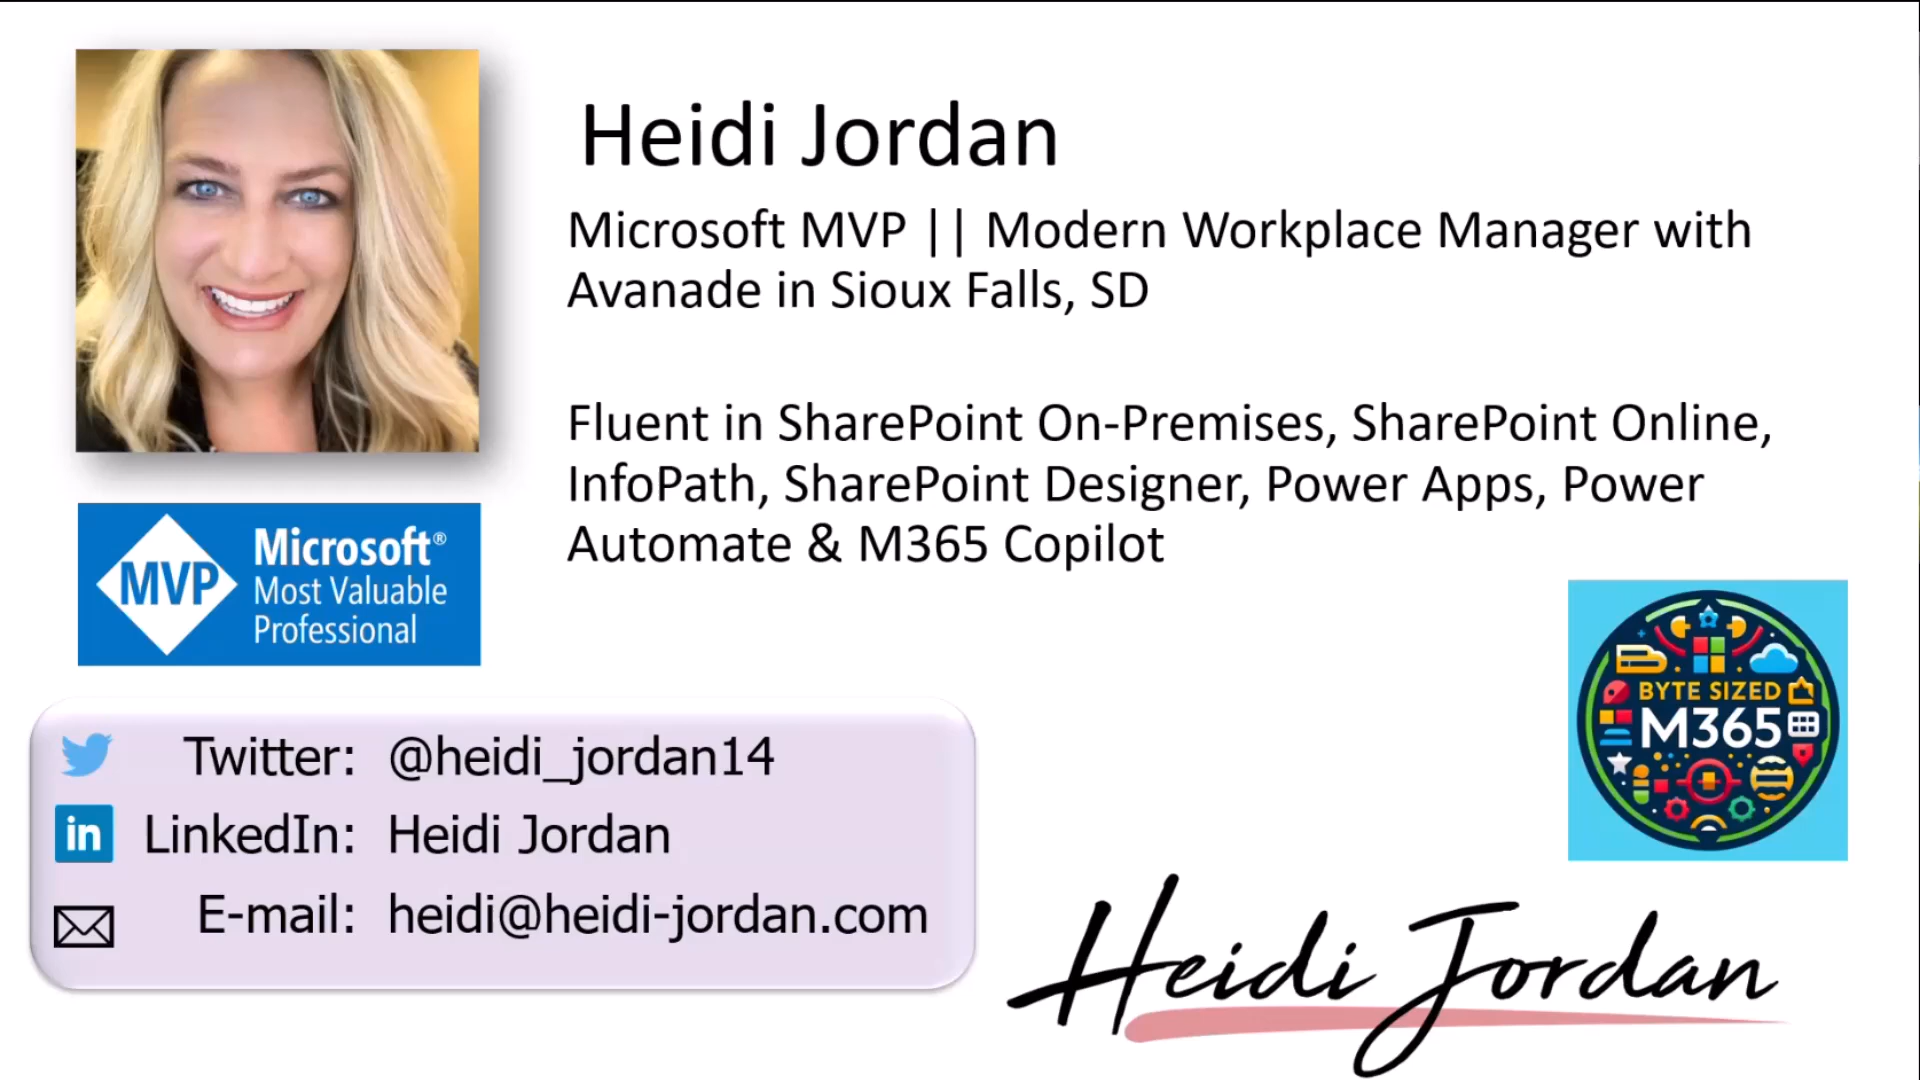 Heidi Jordan
Microsoft MVP || Modern Workplace Manager with
Avanade in Sioux Falls, SD
Fluent in SharePoint On-Premises, SharePoint Online,
InfoPath, SharePoint Designer, Power Apps, Power
Automate & M365 Copilot
MVP
Microsoft®
Most Valuable
Professional
BYTE SIZED
M365
in
Twitter: @heidi_jordan14
LinkedIn: Heidi Jordan
E-mail: heidi@heidi-jordan.com
Heidi Jordan